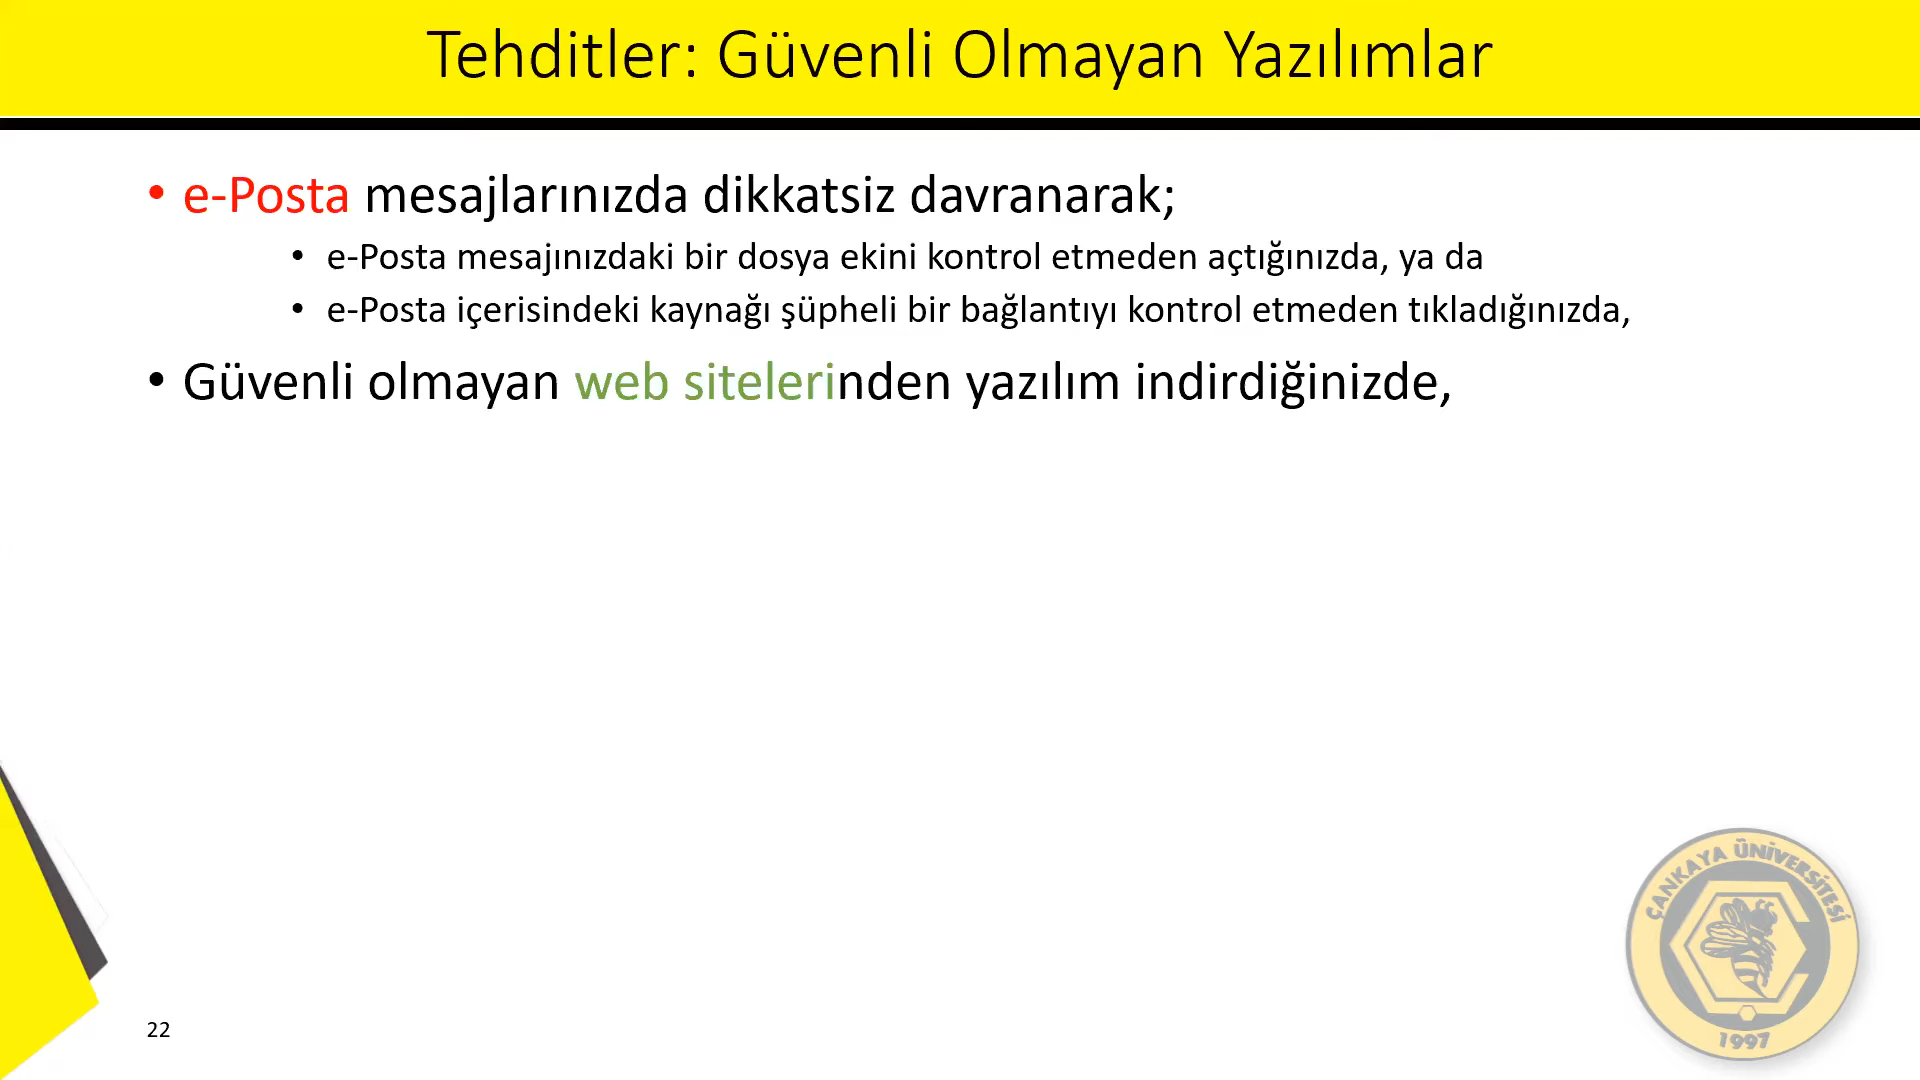 Tehditler: Güvenli Olmayan Yazılımlar
• e-Posta mesajlarınızda dikkatsiz davranarak;
• e-Posta mesajınızdaki bir dosya ekini kontrol etmeden açtığınızda, ya da
• e-Posta içerisindeki kaynağı şüpheli bir bağlantıyı kontrol etmeden tıkladığınızda,
• Güvenli olmayan web sitelerinden yazılım indirdiğinizde,
ÇANKAYA ÜNİVERSİTESİ
1997
22